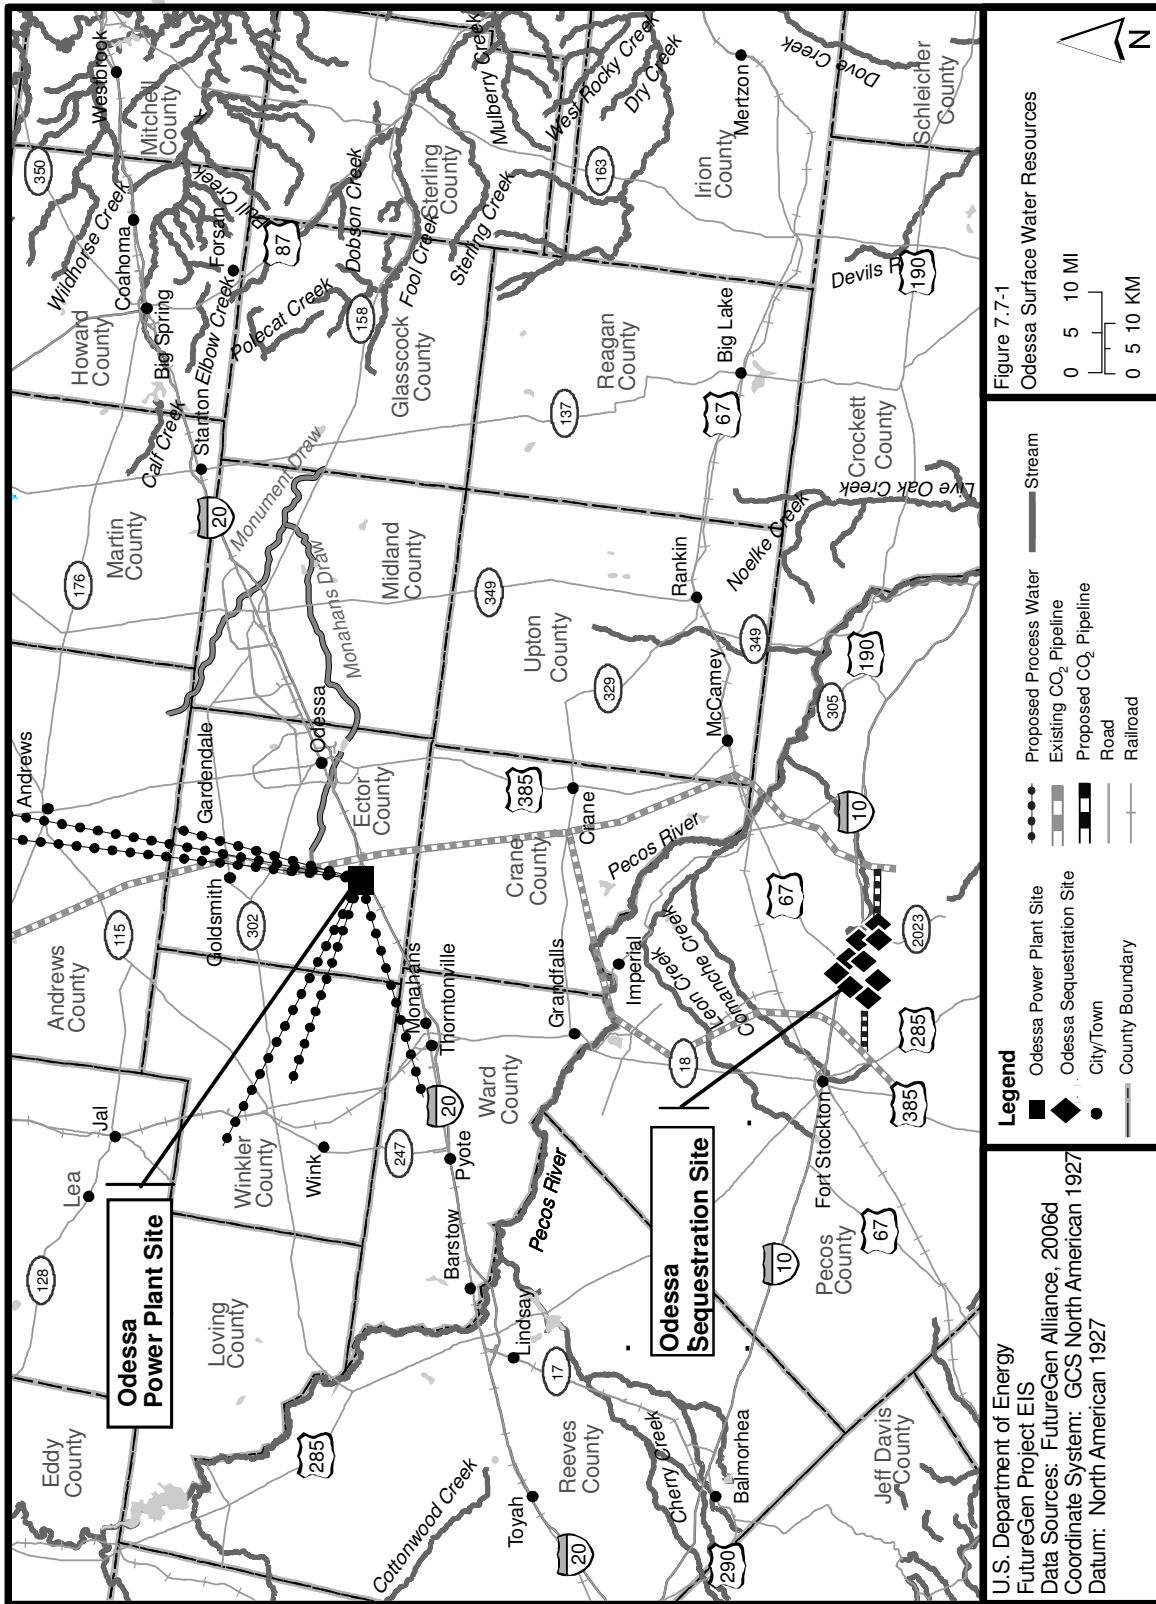 Eddy
County
128
Lea
Jal
Andrews
County
115
Andrews
176
Martin
County
Howard
County
Wildhorse Creek
350
Westbrook
Mitchell
County
Coahoma
Big Spring
Calf Creek
Stanton
Elbow Creek
Forsan
Bull Creek
87
Polecat Creek
Dobson Creek
158
Fool Creek
Sterling
County
Sterling Creek
Mulberry Creek
West Rocky Creek
Dry Creek
163
Odessa
Power Plant Site
Loving
County
285
Winkler
County
Wink
247
Goldsmith
302
Gardendale
Odessa
Ector
County
20
Monument Draw
Monahans Draw
Midland
County
Glasscock
County
Cottonwood Creek
Toyah
20
Reeves
County
Lindsay
17
Barstow
Pyote
20
Ward
County
Monahans
Thorntonville
Pecos River
Grandfalls
Imperial
Crane
County
Crane
385
Pecos River
329
Upton
County
349
137
Reagan
County
Irion
County
Mertzon
Dove Creek
Schleicher
County
Odessa
Sequestration Site
Cherry Creek
Balmorhea
290
Jeff Davis
County
10
Pecos
County
67
Fort Stockton
18
Leon Creek
Comanche Creek
67
385
285
2023
10
McCamey
305
190
349
Rankin
Noelke Creek
Live Oak Creek
Crockett
County
67
Big Lake
Devils R
190
U.S. Department of Energy
FutureGen Project EIS
Data Sources: FutureGen Alliance, 2006d
Coordinate System: GCS North American 1927
Datum: North American 1927
Legend
Odessa Power Plant Site
Odessa Sequestration Site
City/Town
County Boundary
Proposed Process Water
Existing CO₂ Pipeline
Proposed CO₂ Pipeline
Road
Railroad
Stream
Figure 7.7-1
Odessa Surface Water Resources
0 5 10 MI
0 5 10 KM
N